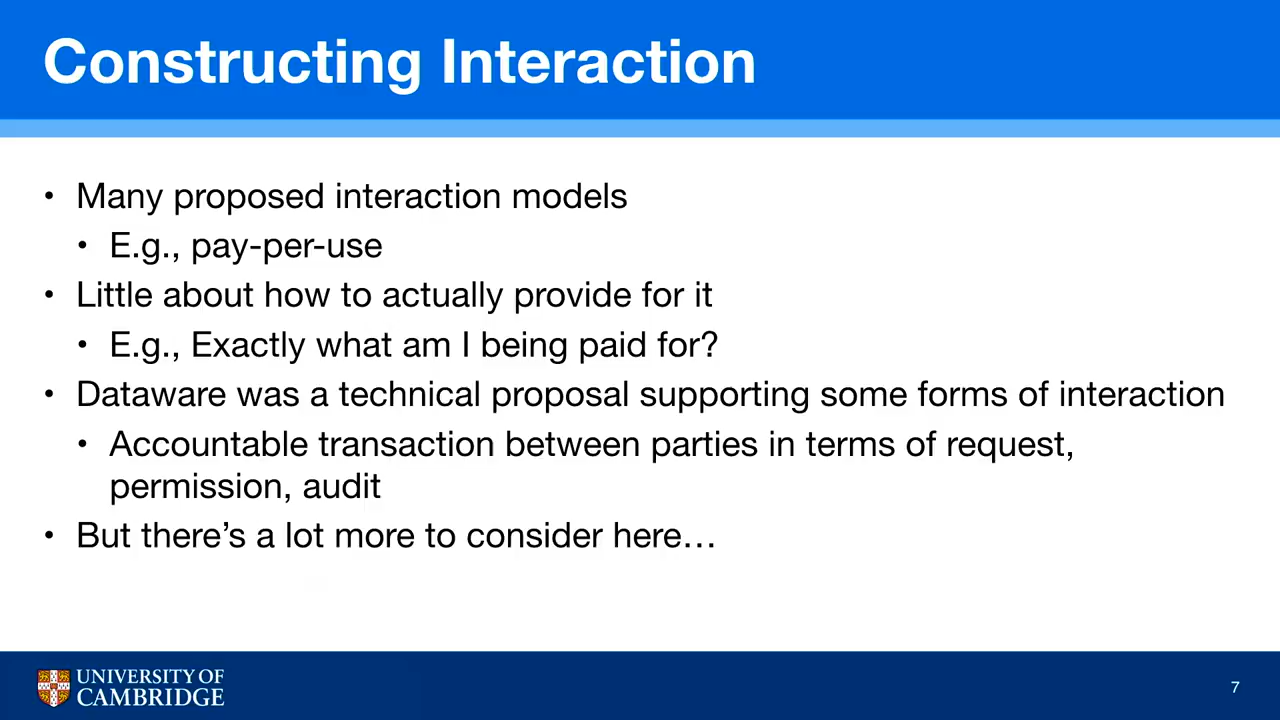 Constructing Interaction
• Many proposed interaction models
• E.g., pay-per-use
• Little about how to actually provide for it
• E.g., Exactly what am I being paid for?
• Dataware was a technical proposal supporting some forms of interaction
• Accountable transaction between parties in terms of request,
permission, audit
• But there’s a lot more to consider here…
UNIVERSITY OF
CAMBRIDGE
7